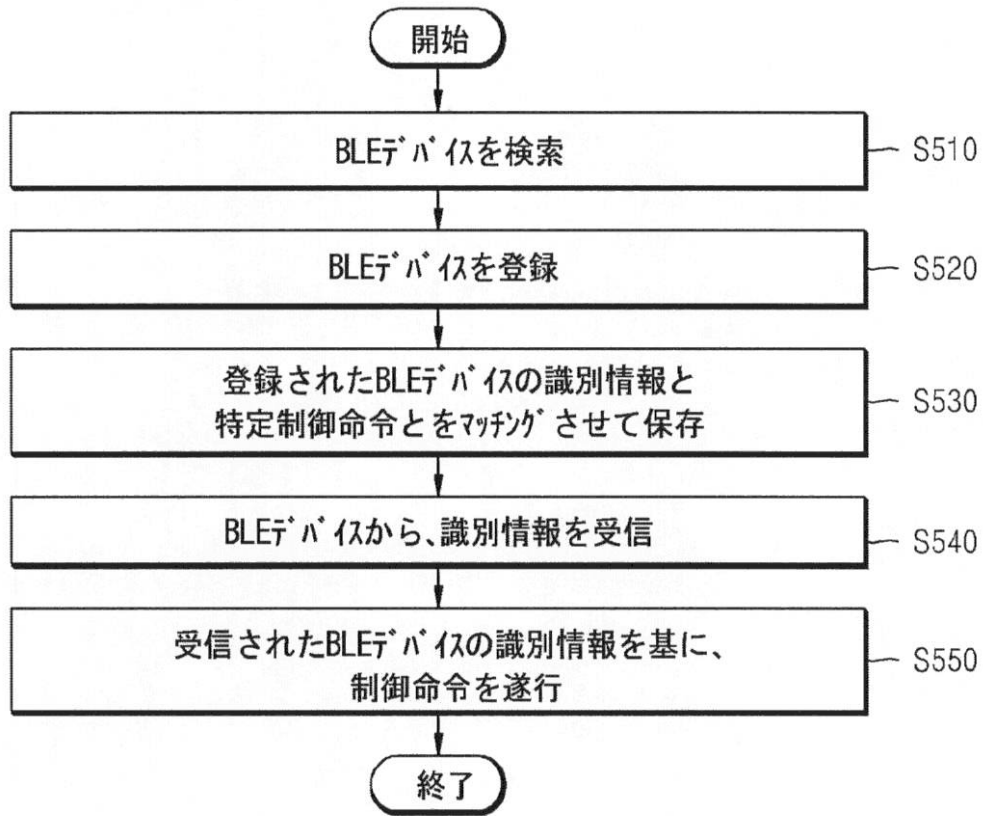 開始
BLEﾃﾞﾊﾞｲｽを検索
S510
BLEﾃﾞﾊﾞｲｽを登録
S520
登録されたBLEﾃﾞﾊﾞｲｽの識別情報と
特定制御命令とをﾏｯﾁﾝｸﾞさせて保存
S530
BLEﾃﾞﾊﾞｲｽから、識別情報を受信
S540
受信されたBLEﾃﾞﾊﾞｲｽの識別情報を基に、
制御命令を遂行
S550
終了